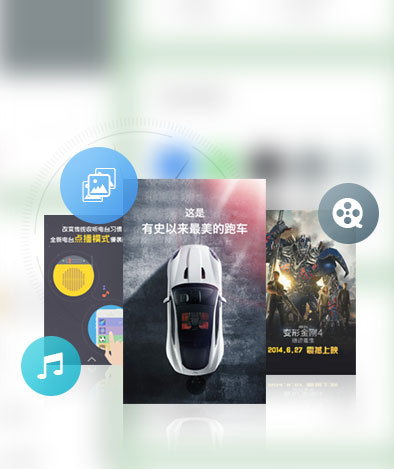 改变传统收听电台习惯
全新电台点播模式
这是
有史以来最美的跑车
变形金刚4
绝迹重生
2014.6.27 震撼上映